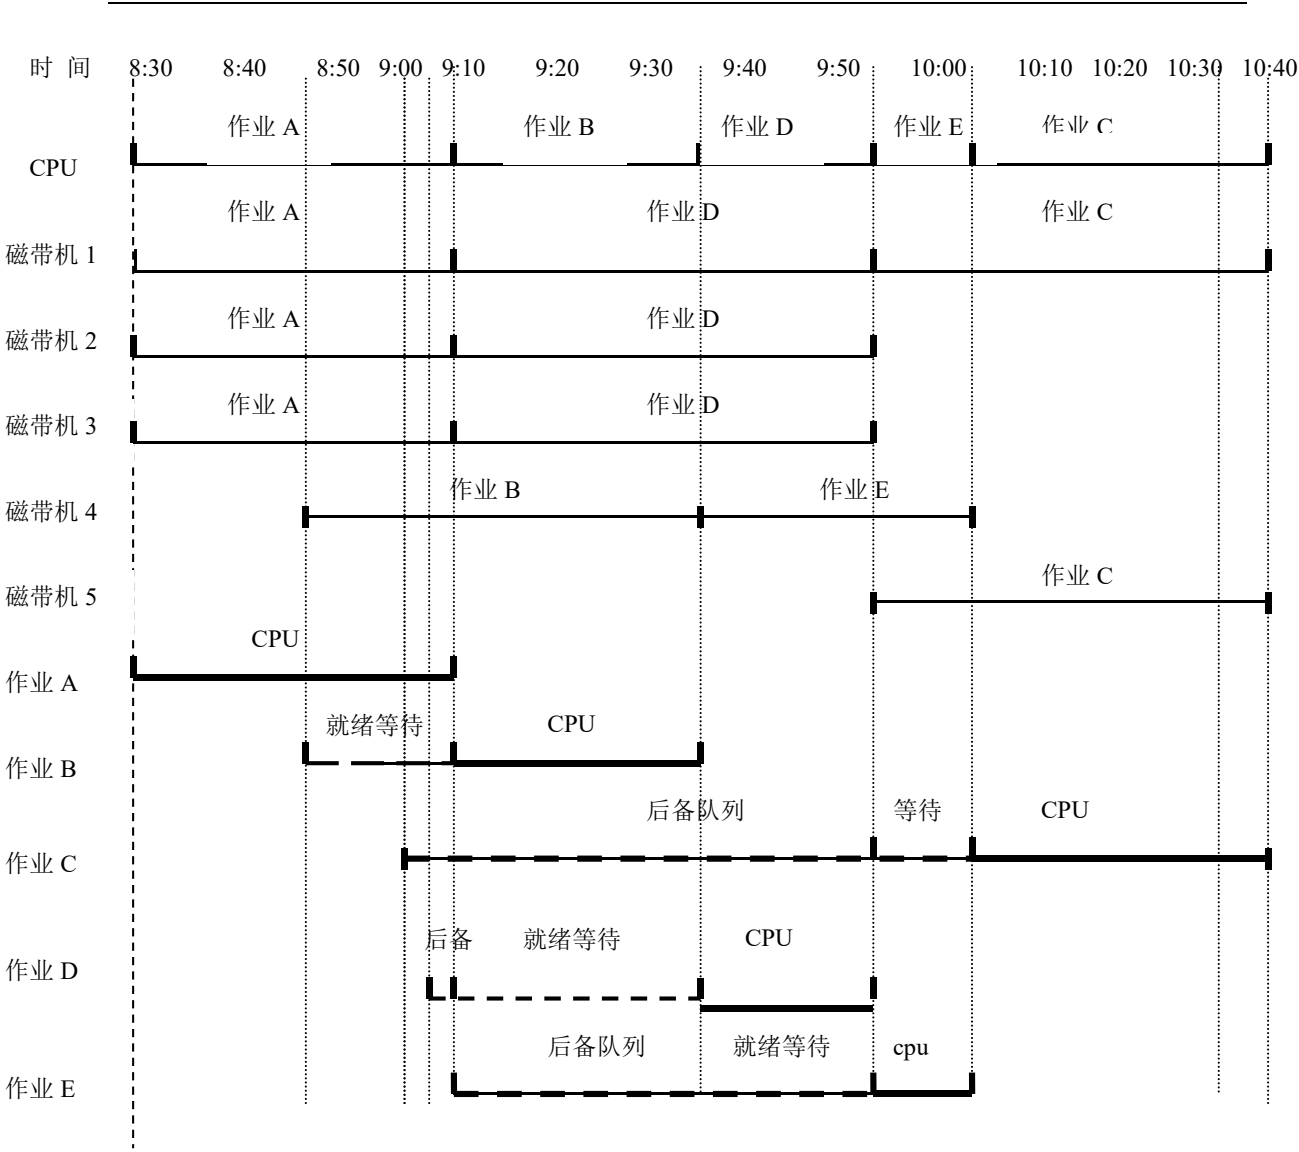 时 间 8:30 8:40 8:50 9:00 9:10 9:20 9:30 9:40 9:50 10:00 10:10 10:20 10:30 10:40
作业 A 作业 B 作业 D 作业 E 作业 C
CPU
作业 A 作业 D 作业 C
磁带机 1
作业 A 作业 D
磁带机 2
作业 A 作业 D
磁带机 3
作业 B 作业 E
磁带机 4
作业 C
磁带机 5
CPU
作业 A
就绪等待 CPU
作业 B
后备队列 等待 CPU
作业 C
后备 就绪等待 CPU
作业 D
后备队列 就绪等待 cpu
作业 E